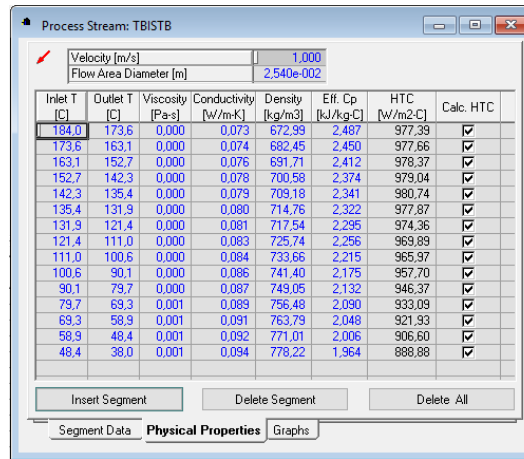 Process Stream: TBISTB
Velocity [m/s] 1,000
Flow Area Diameter [m] 2,540e-002
Inlet T [C] Outlet T [C] Viscosity [Pa-s] Conductivity [W/m-K] Density [kg/m3] Eff. Cp [kJ/kg-C] HTC [W/m2-C] Calc. HTC
184,0 173,6 0,000 0,073 672,99 2,487 977,39
173,6 163,1 0,000 0,074 682,45 2,450 977,66
163,1 152,7 0,000 0,076 691,71 2,412 978,37
152,7 142,3 0,000 0,078 700,58 2,374 979,04
142,3 135,4 0,000 0,079 709,18 2,341 980,74
135,4 131,9 0,000 0,080 714,76 2,322 977,87
131,9 121,4 0,000 0,081 717,54 2,295 974,36
121,4 111,0 0,000 0,083 725,74 2,256 969,89
111,0 100,6 0,000 0,084 733,66 2,215 965,97
100,6 90,1 0,000 0,086 741,40 2,175 957,70
90,1 79,7 0,000 0,087 749,05 2,132 946,37
79,7 69,3 0,001 0,089 756,48 2,090 933,09
69,3 58,9 0,001 0,091 763,79 2,048 921,93
58,9 48,4 0,001 0,092 771,01 2,006 906,60
48,4 38,0 0,001 0,094 778,22 1,964 888,88
Insert Segment Delete Segment Delete All
Segment Data Physical Properties Graphs